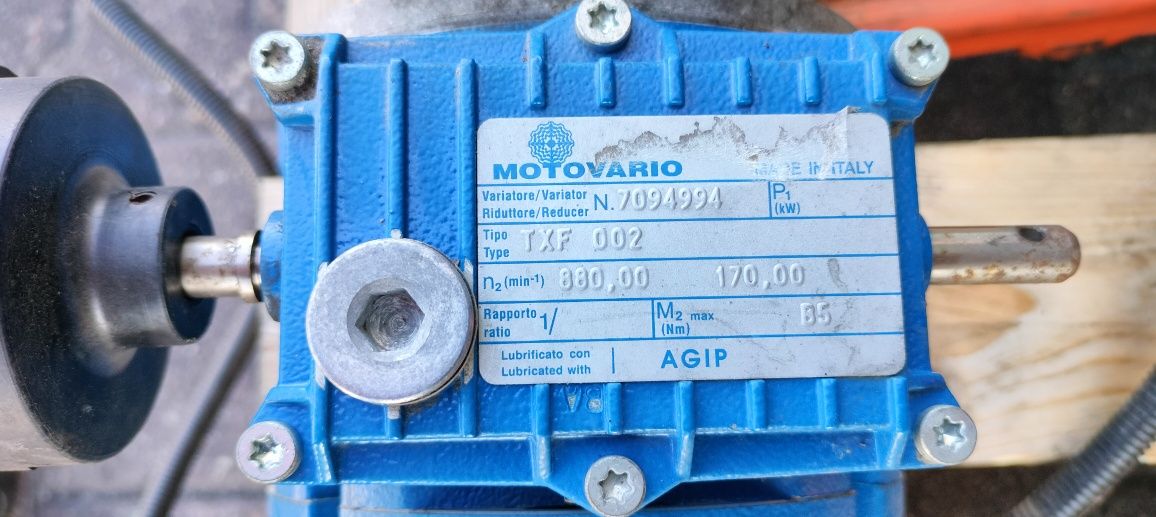 MOTOVARIO
MADE IN ITALY
Variatore/Variator
Riduttore/Reducer N. 7094994 P1 (kW)
Tipo
Type TXF 002
n2 (min-1) 880,00 170,00
Rapporto
ratio 1/ M2 max (Nm) B5
Lubrificato con
Lubricated with AGIP